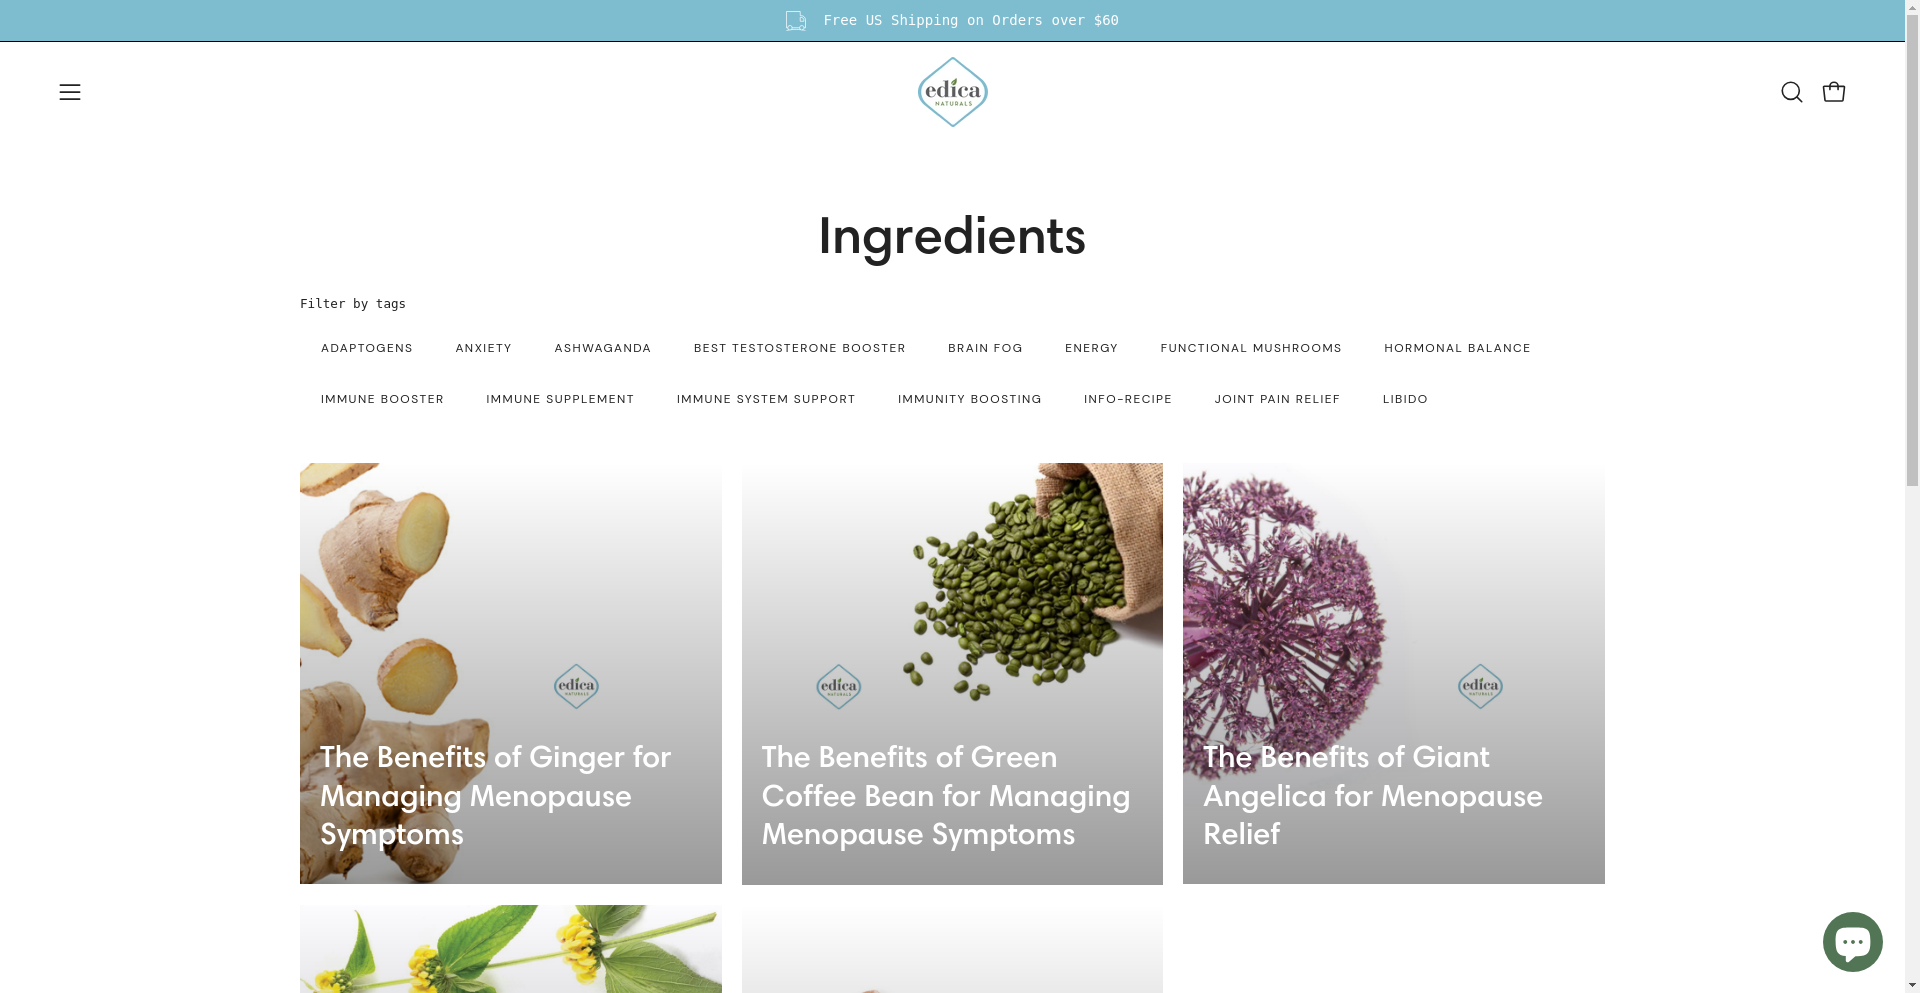 Free US Shipping on Orders over $60
edica
NATURALS
Ingredients
Filter by tags
ADAPTOGENS ANXIETY ASHWAGANDA BEST TESTOSTERONE BOOSTER BRAIN FOG ENERGY FUNCTIONAL MUSHROOMS HORMONAL BALANCE
IMMUNE BOOSTER IMMUNE SUPPLEMENT IMMUNE SYSTEM SUPPORT IMMUNITY BOOSTING INFO-RECIPE JOINT PAIN RELIEF LIBIDO
edica
NATURALS
The Benefits of Ginger for
Managing Menopause
Symptoms
edica
NATURALS
The Benefits of Green
Coffee Bean for Managing
Menopause Symptoms
edica
NATURALS
The Benefits of Giant
Angelica for Menopause
Relief